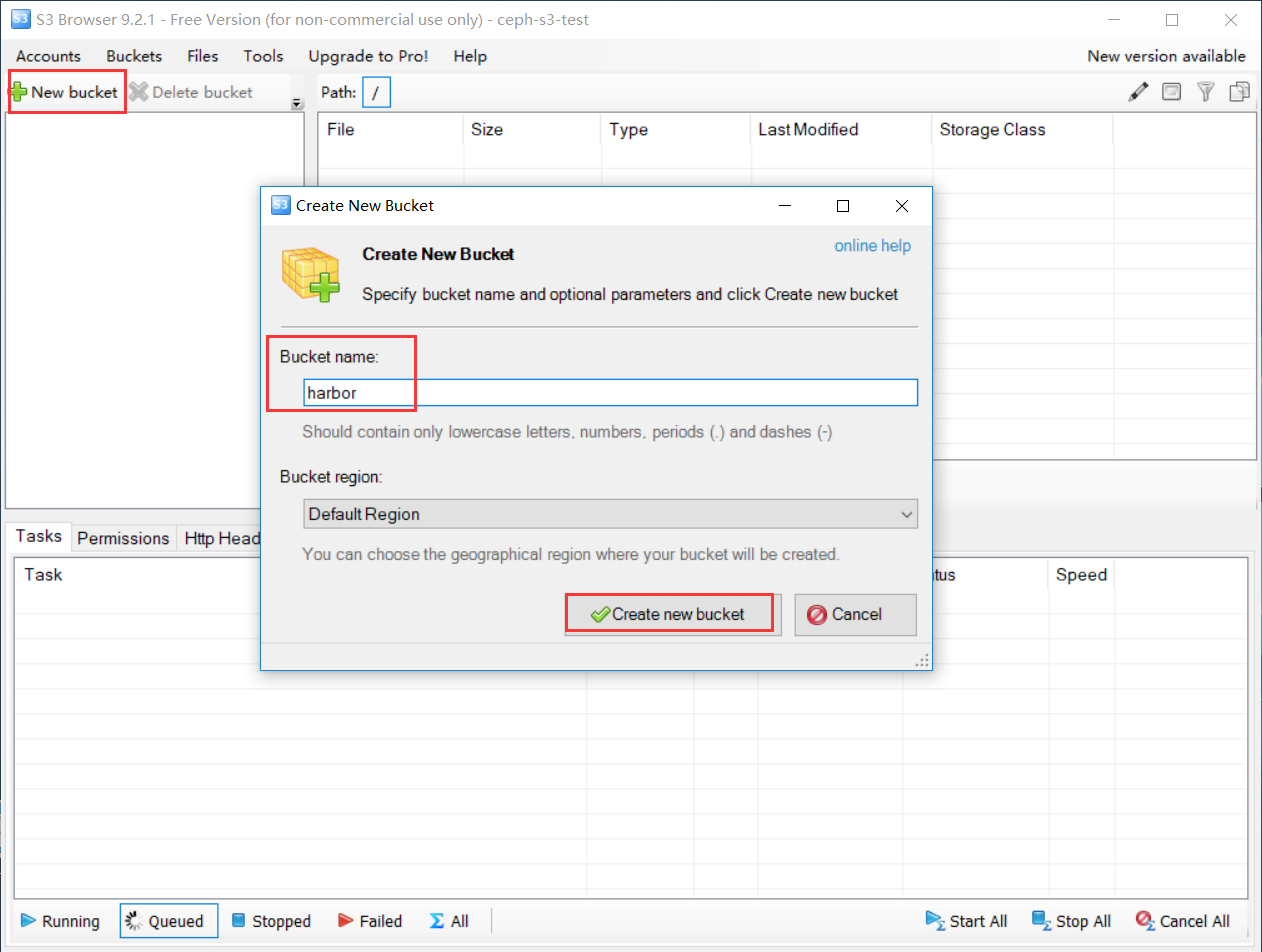 S3 Browser 9.2.1 - Free Version (for non-commercial use only) - ceph-s3-test
Accounts Buckets Files Tools Upgrade to Pro! Help New version available
New bucket Delete bucket Path: /
File Size Type Last Modified Storage Class
S3 Create New Bucket
Create New Bucket online help
Specify bucket name and optional parameters and click Create new bucket
Bucket name:
harbor
Should contain only lowercase letters, numbers, periods (.) and dashes (-)
Bucket region:
Default Region
You can choose the geographical region where your bucket will be created.
Create new bucket Cancel
Tasks Permissions Http Head
Task tus Speed
Running Queued Stopped Failed All Start All Stop All Cancel All